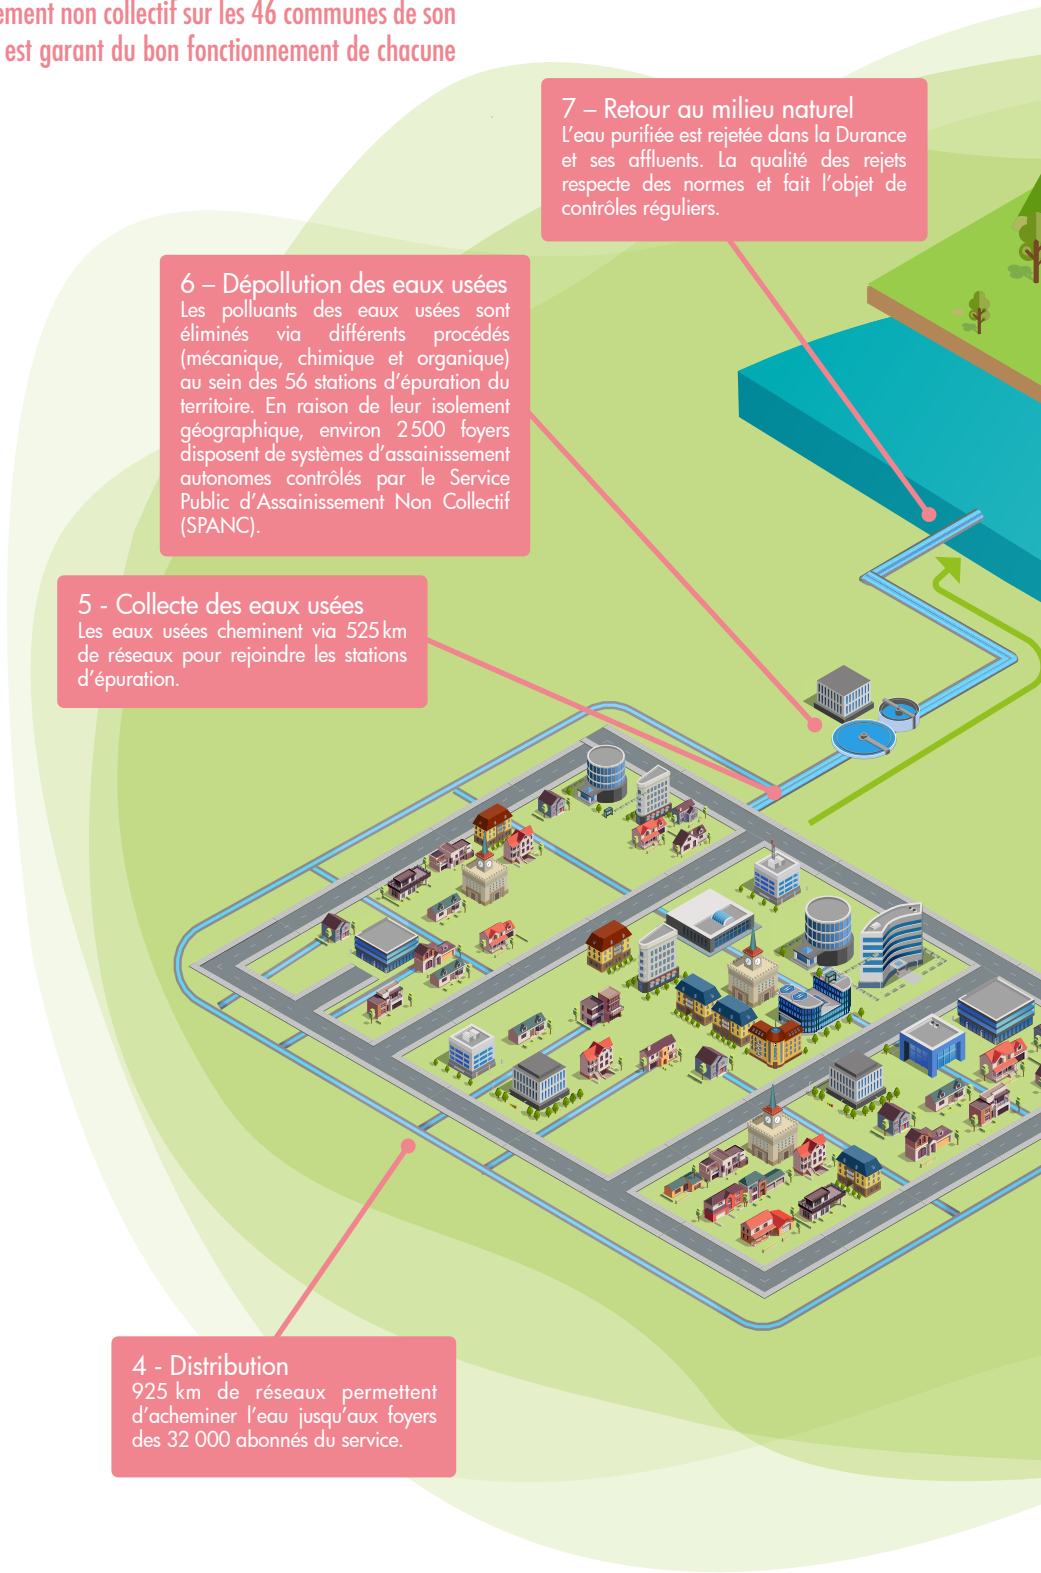 ement non collectif sur les 46 communes de son
est garant du bon fonctionnement de chacune
7 – Retour au milieu naturel
L'eau purifiée est rejetée dans la Durance
et ses affluents. La qualité des rejets
respecte des normes et fait l'objet de
contrôles réguliers.
6 – Dépollution des eaux usées
Les polluants des eaux usées sont
éliminés via différents procédés
(mécanique, chimique et organique)
au sein des 56 stations d'épuration du
territoire. En raison de leur isolement
géographique, environ 2 500 foyers
disposent de systèmes d'assainissement
autonomes contrôlés par le Service
Public d'Assainissement Non Collectif
(SPANC).
5 - Collecte des eaux usées
Les eaux usées cheminent via 525 km
de réseaux pour rejoindre les stations
d'épuration.
4 - Distribution
925 km de réseaux permettent
d'acheminer l'eau jusqu'aux foyers
des 32 000 abonnés du service.